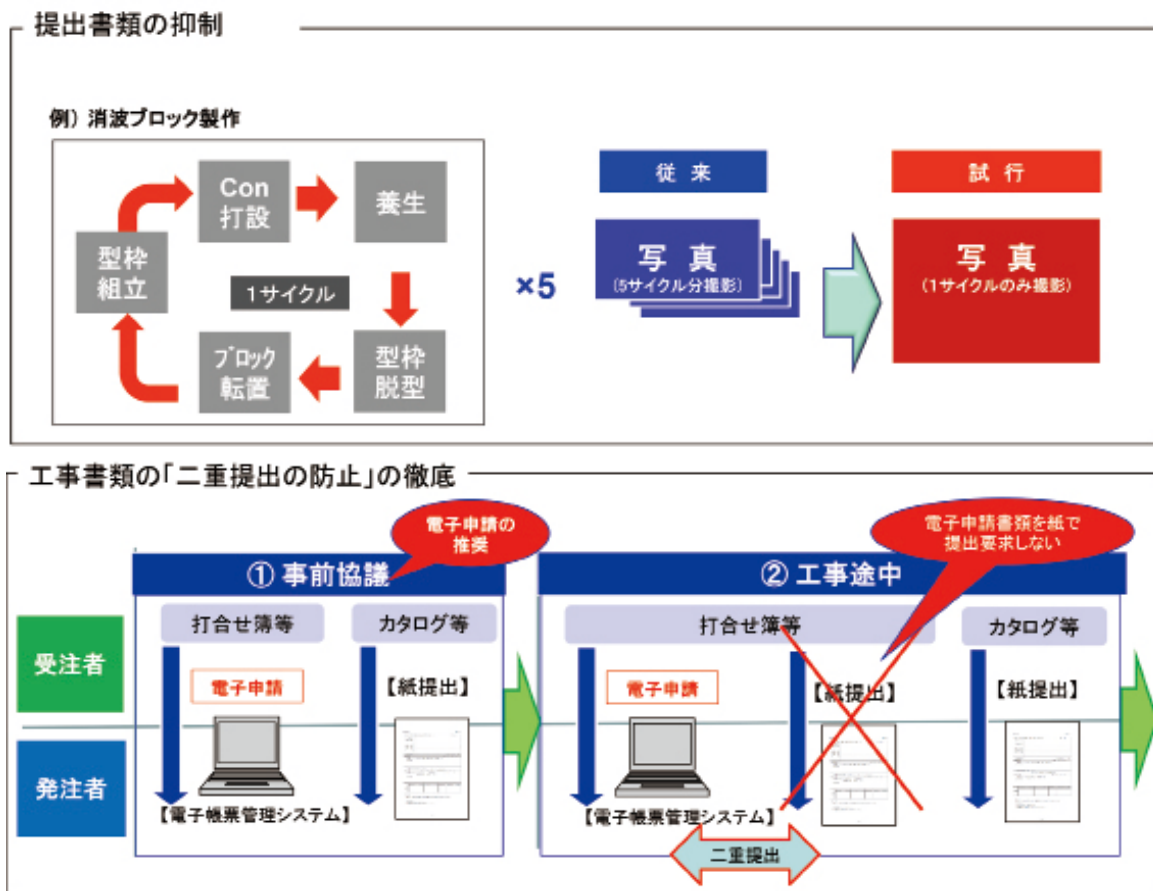 提出書類の抑制
例）消波ブロック製作
Con
打設
養生
型枠
組立
1サイクル
ブロック
転置
型枠
脱型
×5
従 来
写 真
(5サイクル分撮影)
試 行
写 真
(1サイクルのみ撮影)
工事書類の「二重提出の防止」の徹底
電子申請の
推奨
電子申請書類を紙で
提出要求しない
① 事前協議
② 工事途中
打合せ簿等
カタログ等
打合せ簿等
カタログ等
受注者
電子申請
【紙提出】
電子申請
【紙提出】
【紙提出】
発注者
【電子帳票管理システム】
【電子帳票管理システム】
二重提出